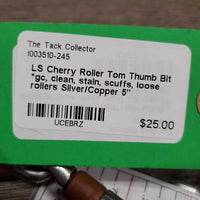 The Tack Collector
1003510-245
LS Cherry Roller Tom Thumb Bit
"gc, clean, stain, scuffs, loose
rollers Silver/Copper 5"
UCEBRZ
$25.00